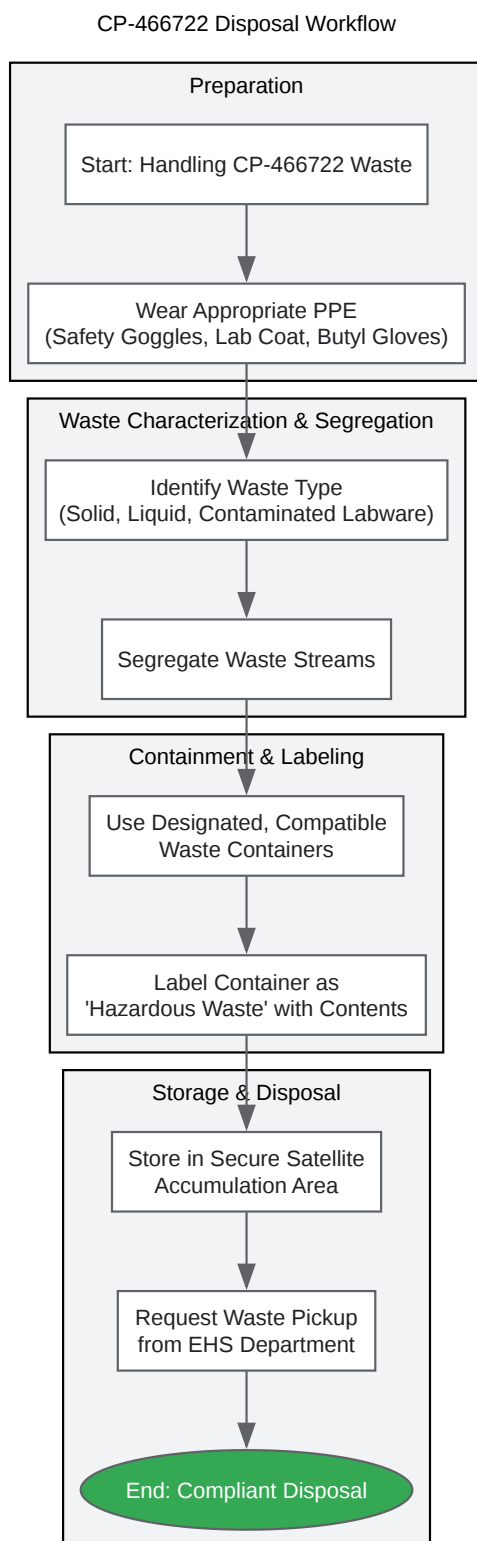 CP-466722 Disposal Workflow
Preparation
Start: Handling CP-466722 Waste
Wear Appropriate PPE
(Safety Goggles, Lab Coat, Butyl Gloves)
Waste Characterization & Segregation
Identify Waste Type
(Solid, Liquid, Contaminated Labware)
Segregate Waste Streams
Containment & Labeling
Use Designated, Compatible
Waste Containers
Label Container as
'Hazardous Waste' with Contents
Storage & Disposal
Store in Secure Satellite
Accumulation Area
Request Waste Pickup
from EHS Department
End: Compliant Disposal